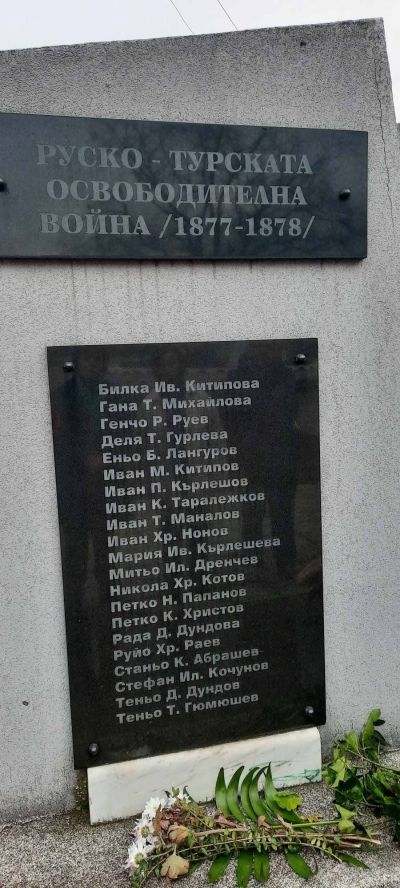 РУСКО - ТУРСКАТА
ОСВОБОДИТЕЛНА
ВОЙНА /1877-1878/
Билка Ив. Китипова
Гана Т. Михайлова
Генчо Р. Руев
Деля Т. Гурлева
Еньо Б. Лангуров
Иван М. Китипов
Иван П. Кърлешов
Иван К. Таралежков
Иван Т. Маналов
Иван Хр. Нонов
Мария Ив. Кърлешева
Митьо Ил. Дренчев
Никола Хр. Котов
Петко Н. Папанов
Петко К. Христов
Рада Д. Дундова
Руйо Хр. Раев
Станьо К. Абрашев
Стефан Ил. Кочунов
Теньо Д. Дундов
Теньо Т. Гюмюшев